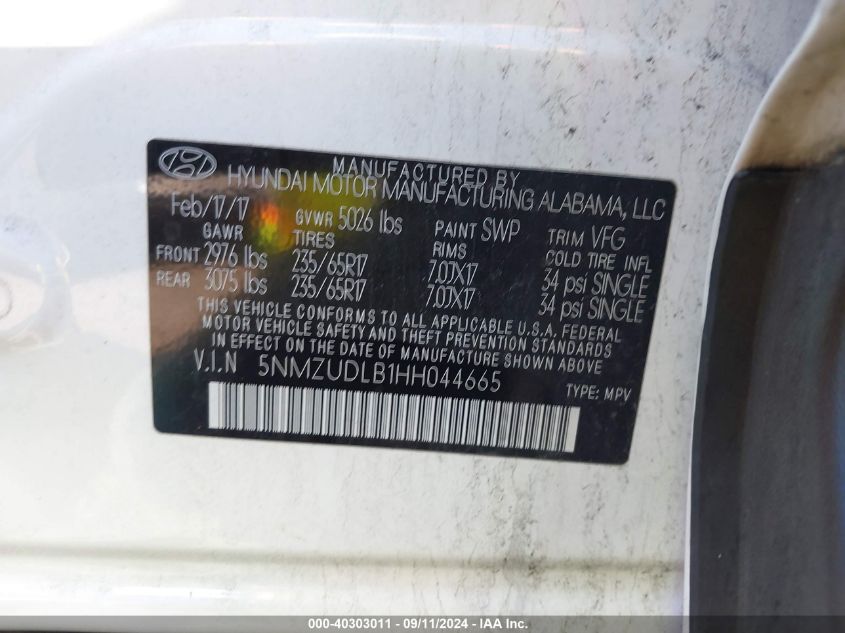 MANUFACTURED BY
HYUNDAI MOTOR MANUFACTURING ALABAMA, LLC
Feb/17/17 GVWR 5026 lbs PAINT SWP TRIM VFG
GAWR TIRES RIMS COLD TIRE INFL
FRONT 2976 lbs 235/65R17 7.0JX17 34 psi SINGLE
REAR 3075 lbs 235/65R17 7.0JX17 34 psi SINGLE
THIS VEHICLE CONFORMS TO ALL APPLICABLE U.S.A. FEDERAL
MOTOR VEHICLE SAFETY AND THEFT PREVENTION STANDARDS
IN EFFECT ON THE DATE OF MANUFACTURE SHOWN ABOVE
V.I.N 5NMZUDLB1HH044665 TYPE: MPV
000-40303011 - 09/11/2024 - IAA Inc.